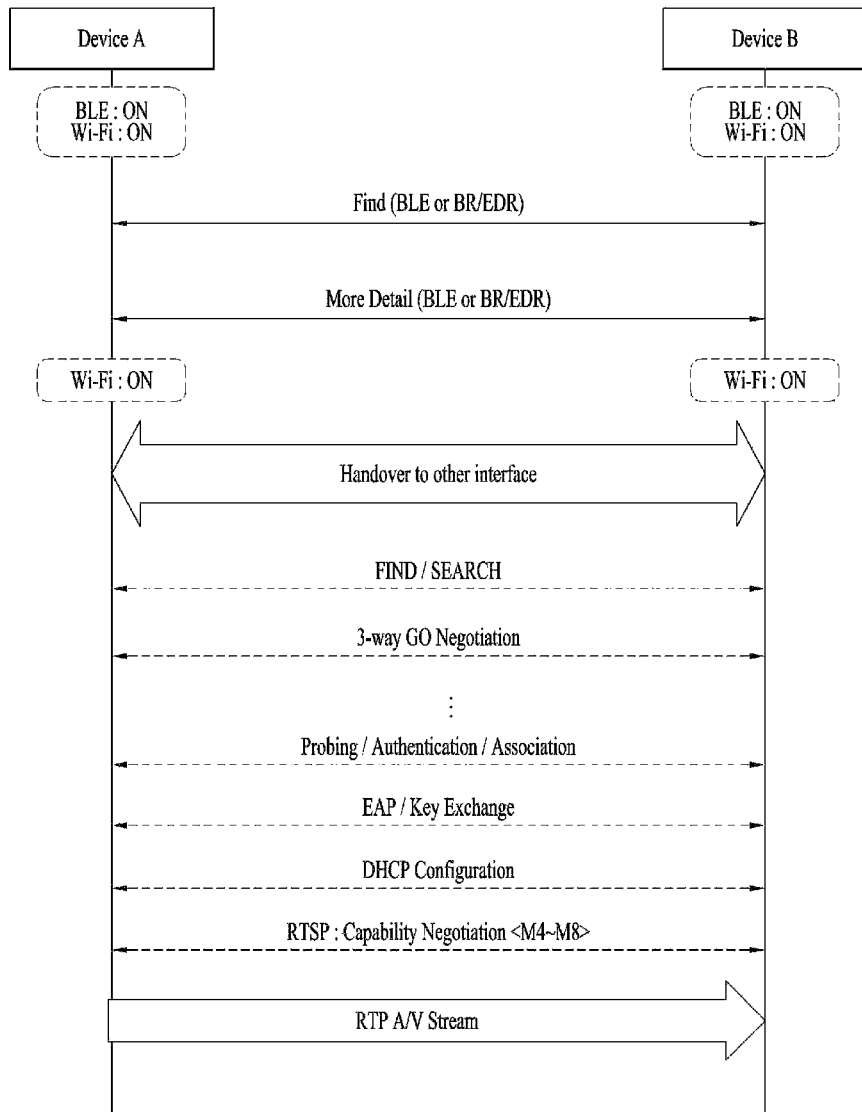 Device A
Device B
BLE : ON
Wi-Fi : ON
BLE : ON
Wi-Fi : ON
Find (BLE or BR/EDR)
More Detail (BLE or BR/EDR)
Wi-Fi : ON
Wi-Fi : ON
Handover to other interface
FIND / SEARCH
3-way GO Negotiation
⋮
Probing / Authentication / Association
EAP / Key Exchange
DHCP Configuration
RTSP : Capability Negotiation <M4~M8>
RTP A/V Stream